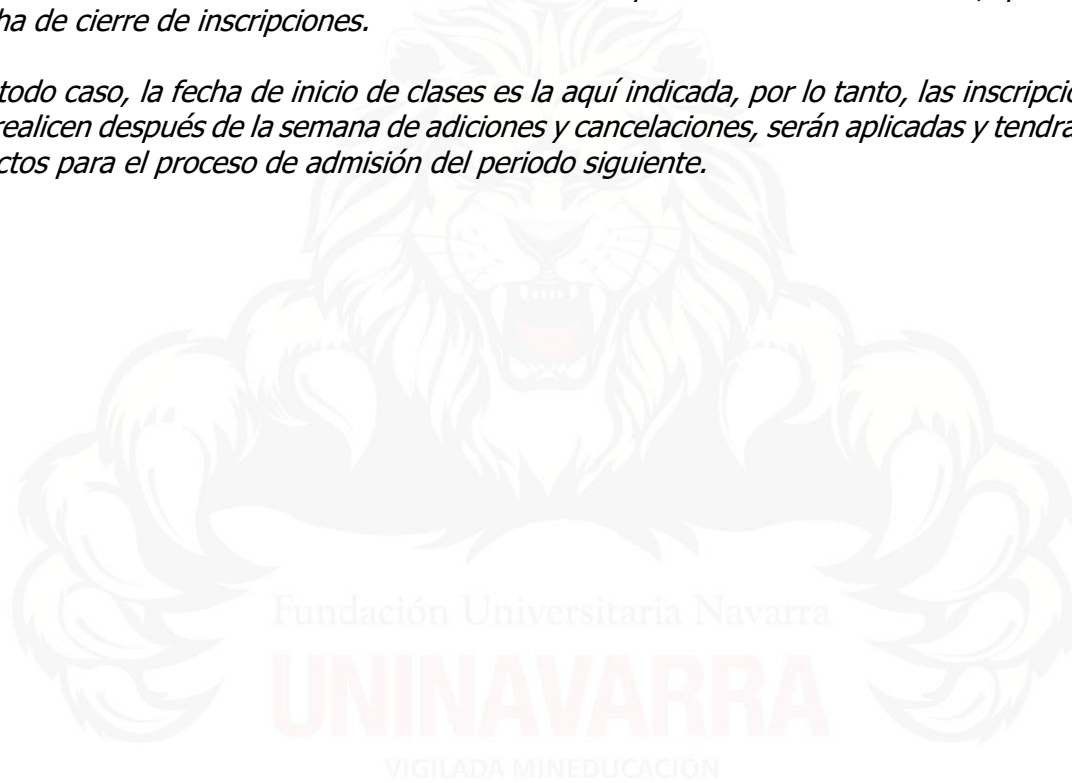 ha de cierre de inscripciones.
todo caso, la fecha de inicio de clases es la aquí indicada, por lo tanto, las inscripcio
realicen después de la semana de adiciones y cancelaciones, serán aplicadas y tendrá
ctos para el proceso de admisión del periodo siguiente.
Fundación Universitaria Navarra
UNINAVARRA
VIGILADA MINEDUCACIÓN